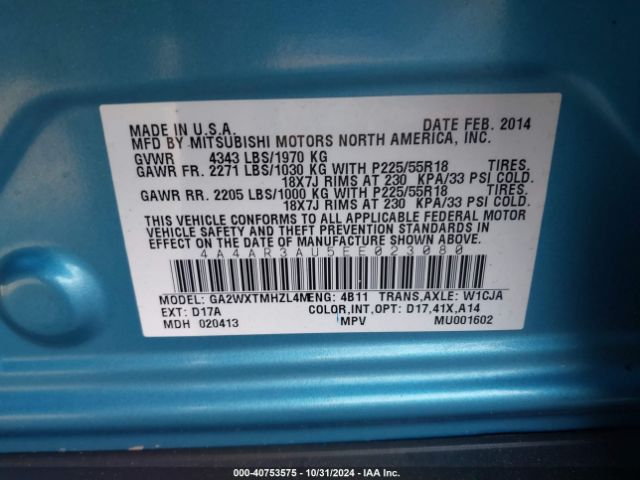 MADE IN U.S.A. DATE FEB. 2014
MFD BY MITSUBISHI MOTORS NORTH AMERICA, INC.
GVWR 4343 LBS/1970 KG
GAWR FR. 2271 LBS/1030 KG WITH P225/55R18 TIRES.
18X7J RIMS AT 230 KPA/33 PSI COLD.
GAWR RR. 2205 LBS/1000 KG WITH P225/55R18 TIRES.
18X7J RIMS AT 230 KPA/33 PSI COLD.
THIS VEHICLE CONFORMS TO ALL APPLICABLE FEDERAL MOTOR
VEHICLE SAFETY AND THEFT PREVENTION STANDARDS IN
EFFECT ON THE DATE OF MANUFACTURE SHOWN ABOVE.
4A4AR3AU5EE023080
MODEL: GA2WXTMHZL4M ENG: 4B11 TRANS,AXLE: W1CJA
EXT: D17A COLOR,INT,OPT: D17,41X,A14
MDH 020413 MPV MU001602
000-40753575 - 10/31/2024 - IAA Inc.